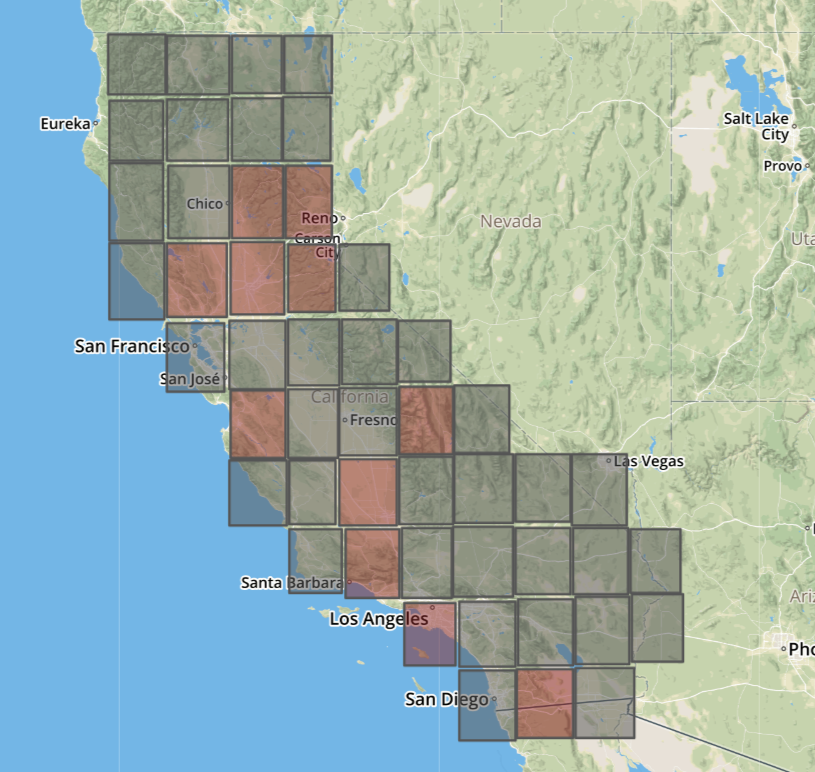 Eureka
Salt Lake
City
Provo
Chico
Reno
Carson
City
Nevada
San Francisco
San José
California
Fresno
Las Vegas
Santa Barbara
Los Angeles
San Diego
Uta
Ariz
Pho